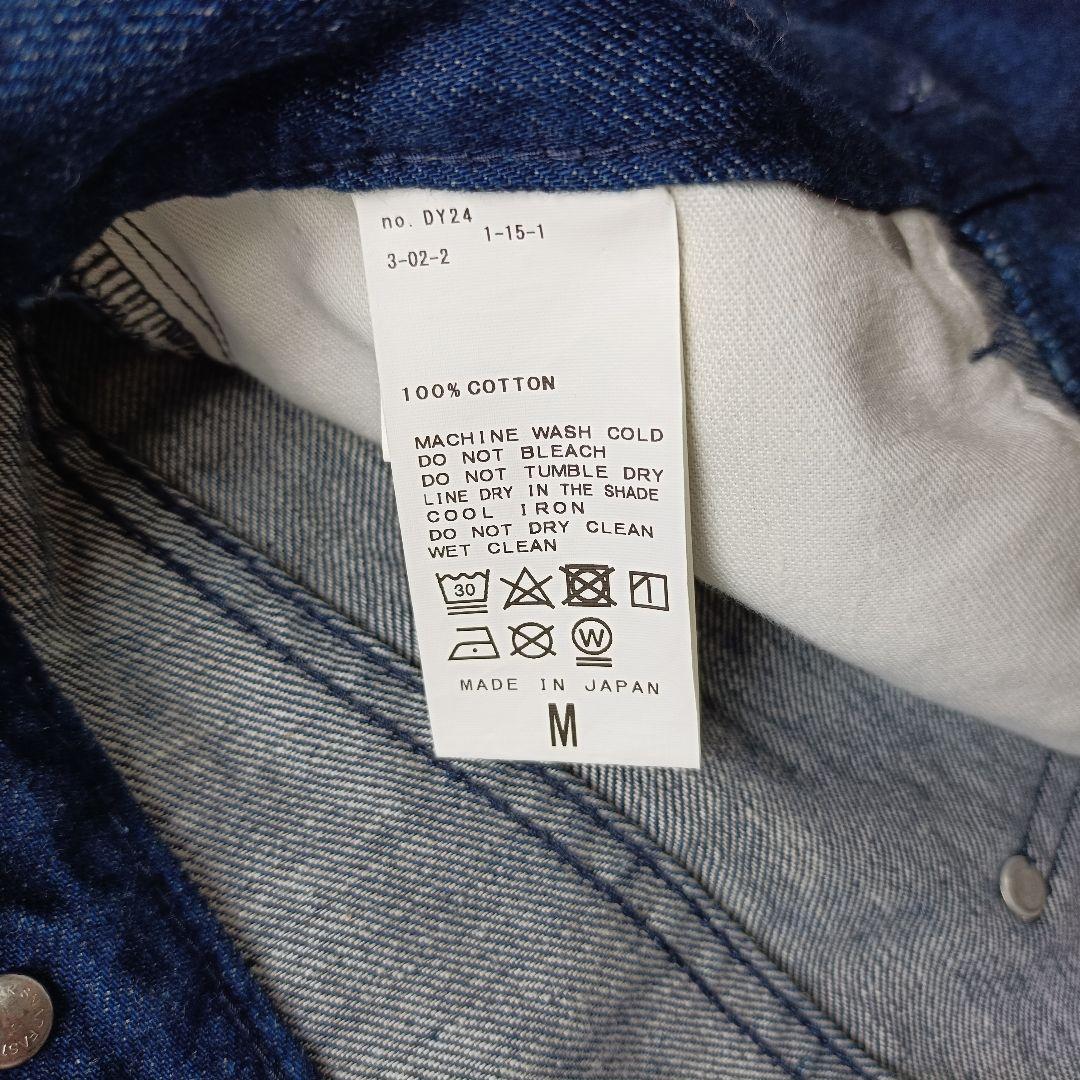 no. DY24
1-15-1
3-02-2
100% COTTON
MACHINE WASH COLD
DO NOT BLEACH
DO NOT TUMBLE DRY
LINE DRY IN THE SHADE
COOL IRON
DO NOT DRY CLEAN
WET CLEAN
30
W
MADE IN JAPAN
M